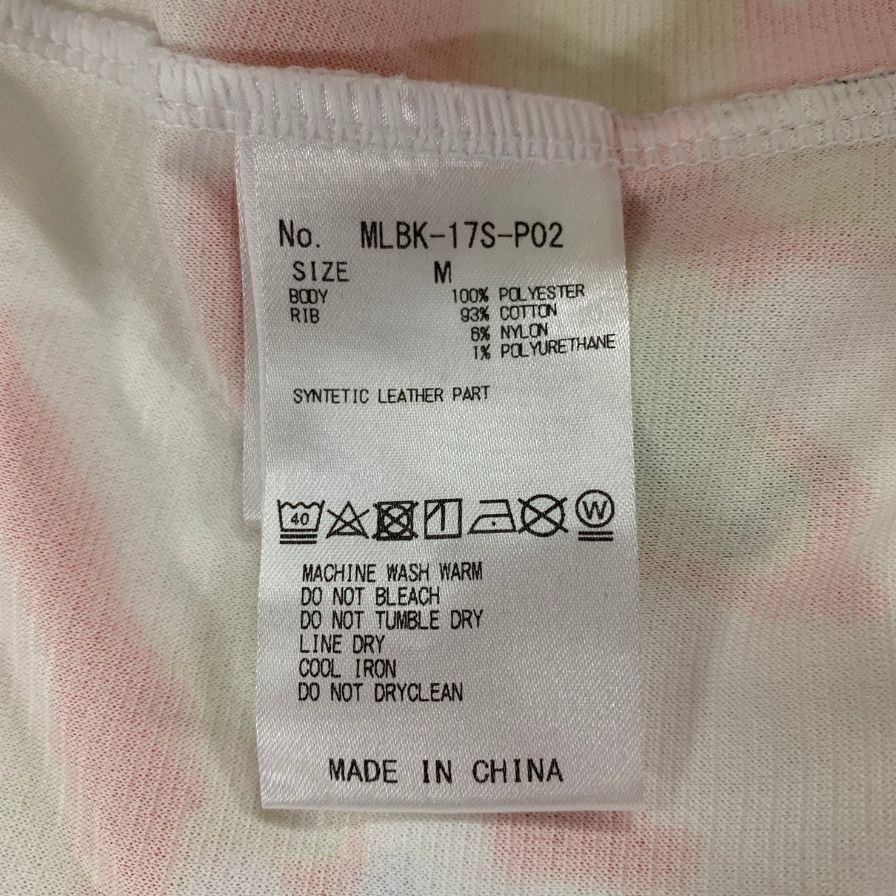 No. MLBK-17S-P02
SIZE M
BODY 100% POLYESTER
RIB 93% COTTON
6% NYLON
1% POLYURETHANE
SYNTETIC LEATHER PART
40 W
MACHINE WASH WARM
DO NOT BLEACH
DO NOT TUMBLE DRY
LINE DRY
COOL IRON
DO NOT DRYCLEAN
MADE IN CHINA